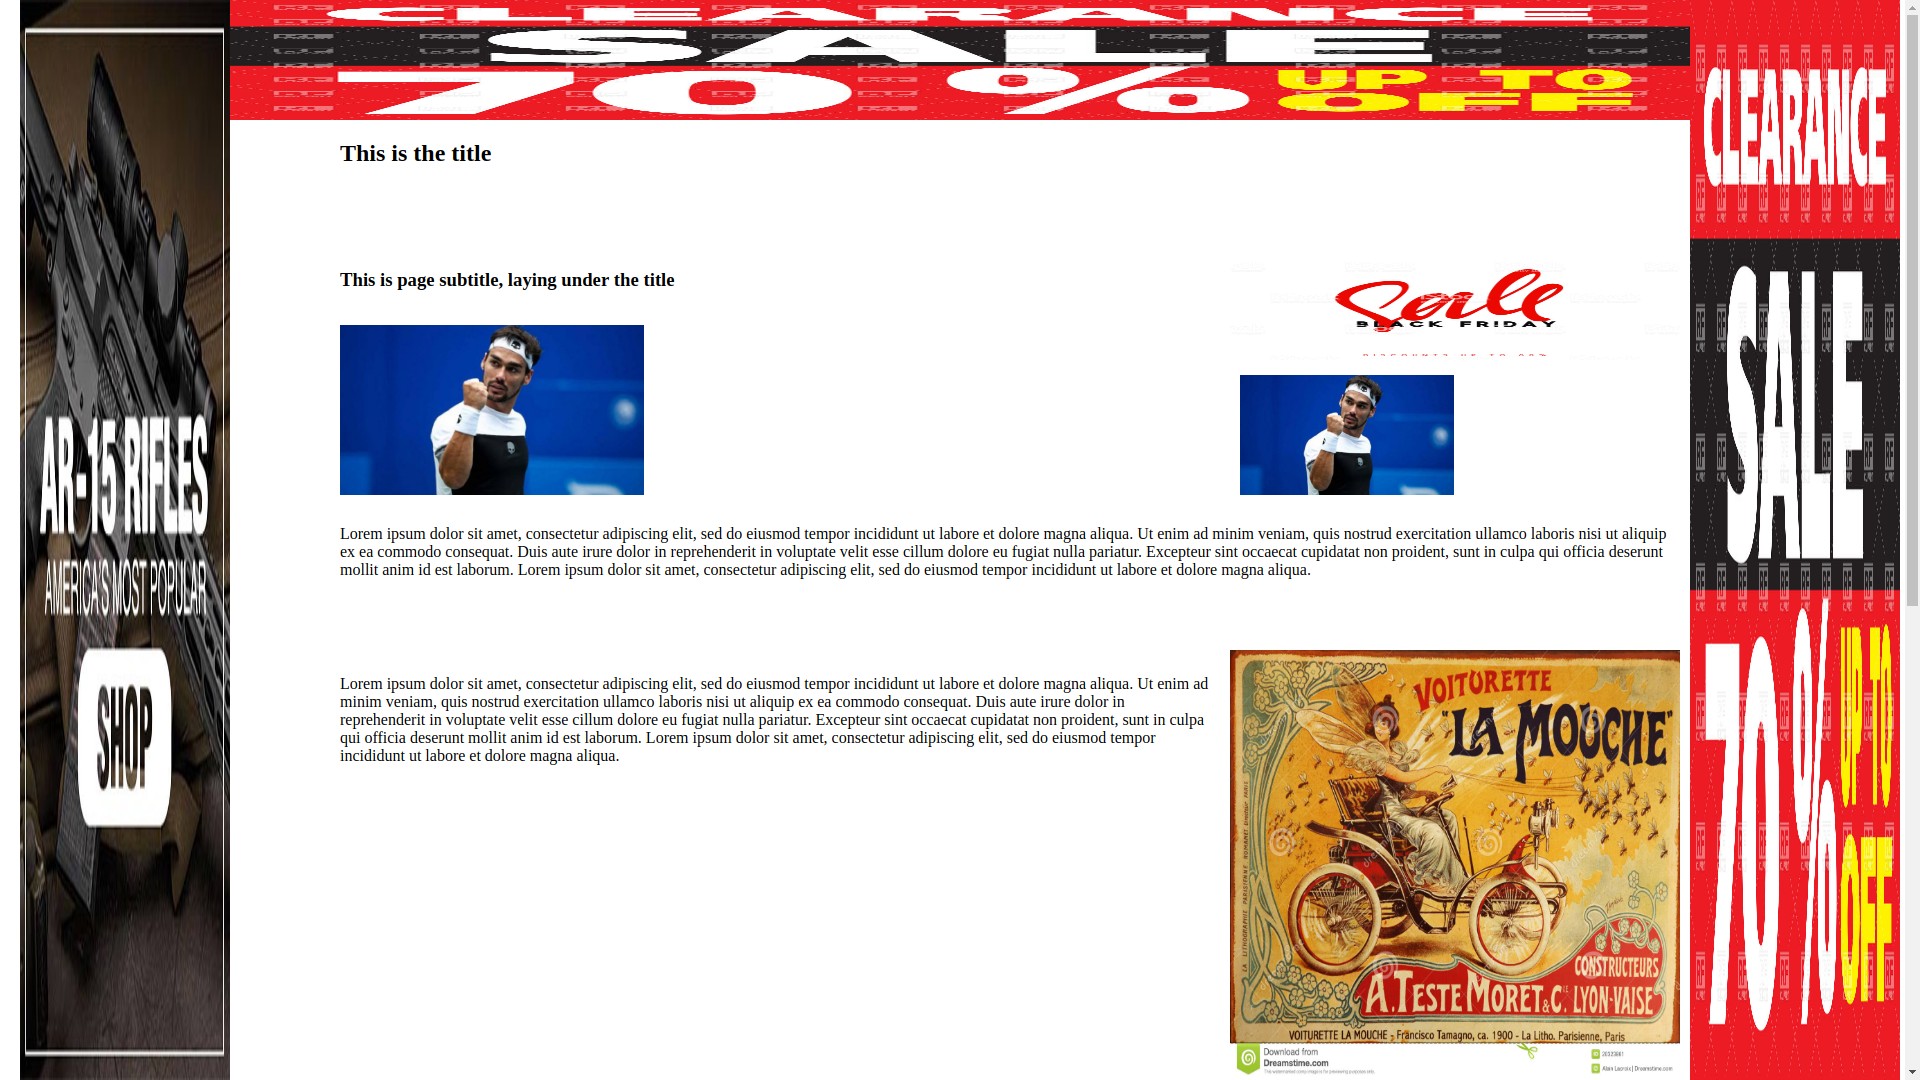 CLEARANCE
SALE
70% UP TO
OFF
AR-15 RIFLES
AMERICA'S MOST POPULAR
SHOP
This is the title
This is page subtitle, laying under the title
Sale
BLACK FRIDAY
Lorem ipsum dolor sit amet, consectetur adipiscing elit, sed do eiusmod tempor incididunt ut labore et dolore magna aliqua. Ut enim ad minim veniam, quis nostrud exercitation ullamco laboris nisi ut aliquip
ex ea commodo consequat. Duis aute irure dolor in reprehenderit in voluptate velit esse cillum dolore eu fugiat nulla pariatur. Excepteur sint occaecat cupidatat non proident, sunt in culpa qui officia deserunt
mollit anim id est laborum. Lorem ipsum dolor sit amet, consectetur adipiscing elit, sed do eiusmod tempor incididunt ut labore et dolore magna aliqua.
Lorem ipsum dolor sit amet, consectetur adipiscing elit, sed do eiusmod tempor incididunt ut labore et dolore magna aliqua. Ut enim ad
minim veniam, quis nostrud exercitation ullamco laboris nisi ut aliquip ex ea commodo consequat. Duis aute irure dolor in
reprehenderit in voluptate velit esse cillum dolore eu fugiat nulla pariatur. Excepteur sint occaecat cupidatat non proident, sunt in culpa
qui officia deserunt mollit anim id est laborum. Lorem ipsum dolor sit amet, consectetur adipiscing elit, sed do eiusmod tempor
incididunt ut labore et dolore magna aliqua.
VOITURETTE
"LA MOUCHE"
CONSTRUCTEURS
A. TESTE MORET & Cie. LYON-VAISE
VOITURETTE LA MOUCHE - Francisco Tamagno, ca. 1900 - La Litho. Parisienne, Paris
Download from
Dreamstime.com
CLEARANCE
SALE
70% UP TO
OFF